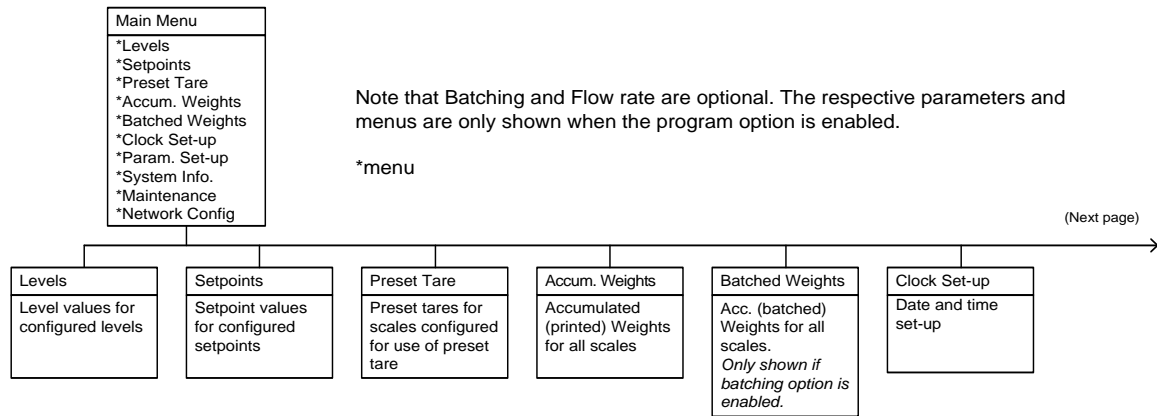 Main Menu
*Levels
*Setpoints
*Preset Tare
*Accum. Weights
*Batched Weights
*Clock Set-up
*Param. Set-up
*System Info.
*Maintenance
*Network Config
Note that Batching and Flow rate are optional. The respective parameters and
menus are only shown when the program option is enabled.
*menu
(Next page)
Levels
Level values for
configured levels
Setpoints
Setpoint values
for configured
setpoints
Preset Tare
Preset tares for
scales configured
for use of preset
tare
Accum. Weights
Accumulated
(printed) Weights
for all scales
Batched Weights
Acc. (batched)
Weights for all
scales.
Only shown if
batching option is
enabled.
Clock Set-up
Date and time
set-up